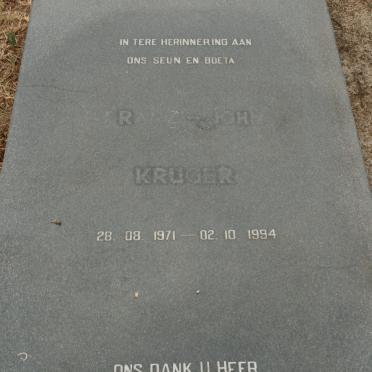 IN TERE HERINNERING AAN
ONS SEUN EN BOETA
KRUGER
28. 08. 1971 — 02. 10. 1994
ONS DANK U HEER